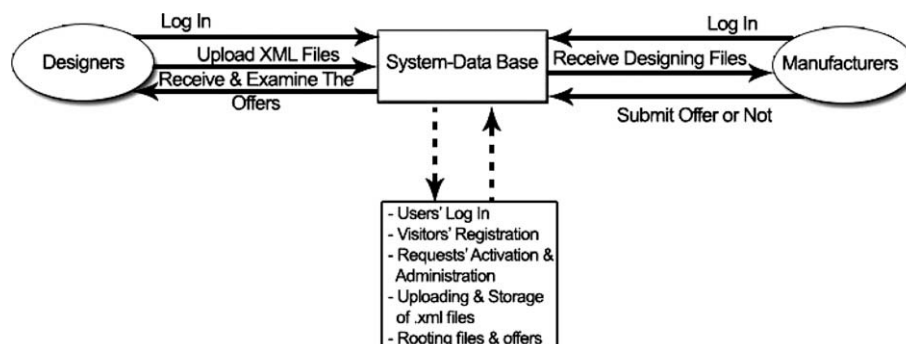 Log In
Log In
Designers
Upload XML Files
System-Data Base
Receive Designing Files
Manufacturers
Receive & Examine The
Offers
Submit Offer or Not
- Users' Log In
- Visitors' Registration
- Requests' Activation &
Administration
- Uploading & Storage
of .xml files
- Rooting files & offers